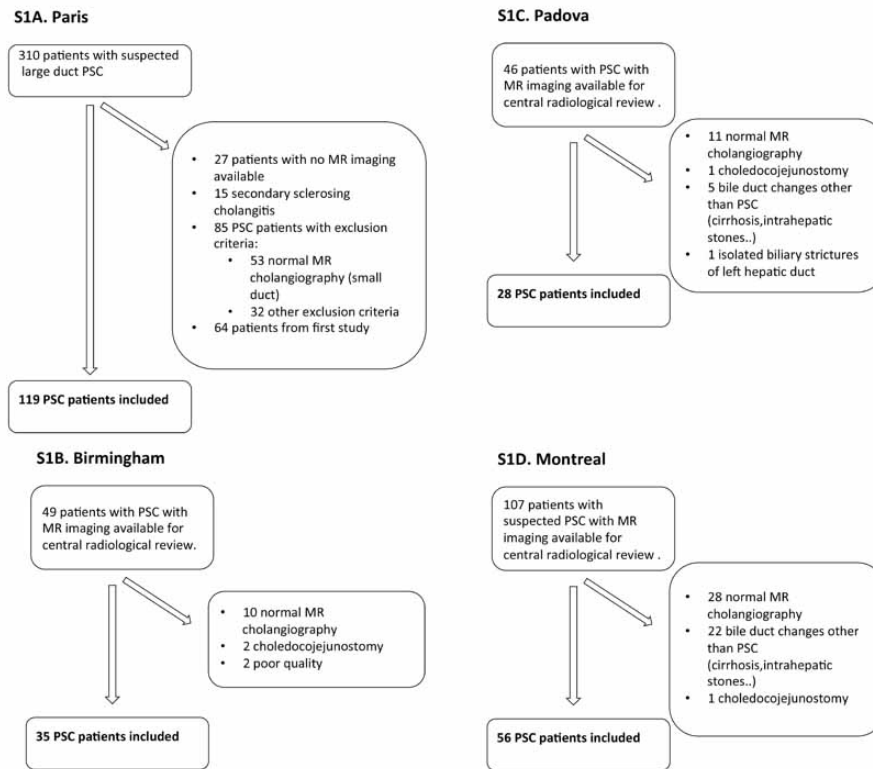 S1A. Paris
310 patients with suspected
large duct PSC
• 27 patients with no MR imaging
available
• 15 secondary sclerosing
cholangitis
• 85 PSC patients with exclusion
criteria:
• 53 normal MR
cholangiography (small
duct)
• 32 other exclusion criteria
• 64 patients from first study
119 PSC patients included
S1B. Birmingham
49 patients with PSC with
MR imaging available for
central radiological review.
• 10 normal MR
cholangiography
• 2 choledocojejunostomy
• 2 poor quality
35 PSC patients included
S1C. Padova
46 patients with PSC with
MR imaging available for
central radiological review .
• 11 normal MR
cholangiography
• 1 choledocojejunostomy
• 5 bile duct changes other
than PSC
(cirrhosis,intrahepatic
stones..)
• 1 isolated biliary strictures
of left hepatic duct
28 PSC patients included
S1D. Montreal
107 patients with
suspected PSC with MR
imaging available for
central radiological review .
• 28 normal MR
cholangiography
• 22 bile duct changes other
than PSC
(cirrhosis,intrahepatic
stones..)
• 1 choledocojejunostomy
56 PSC patients included